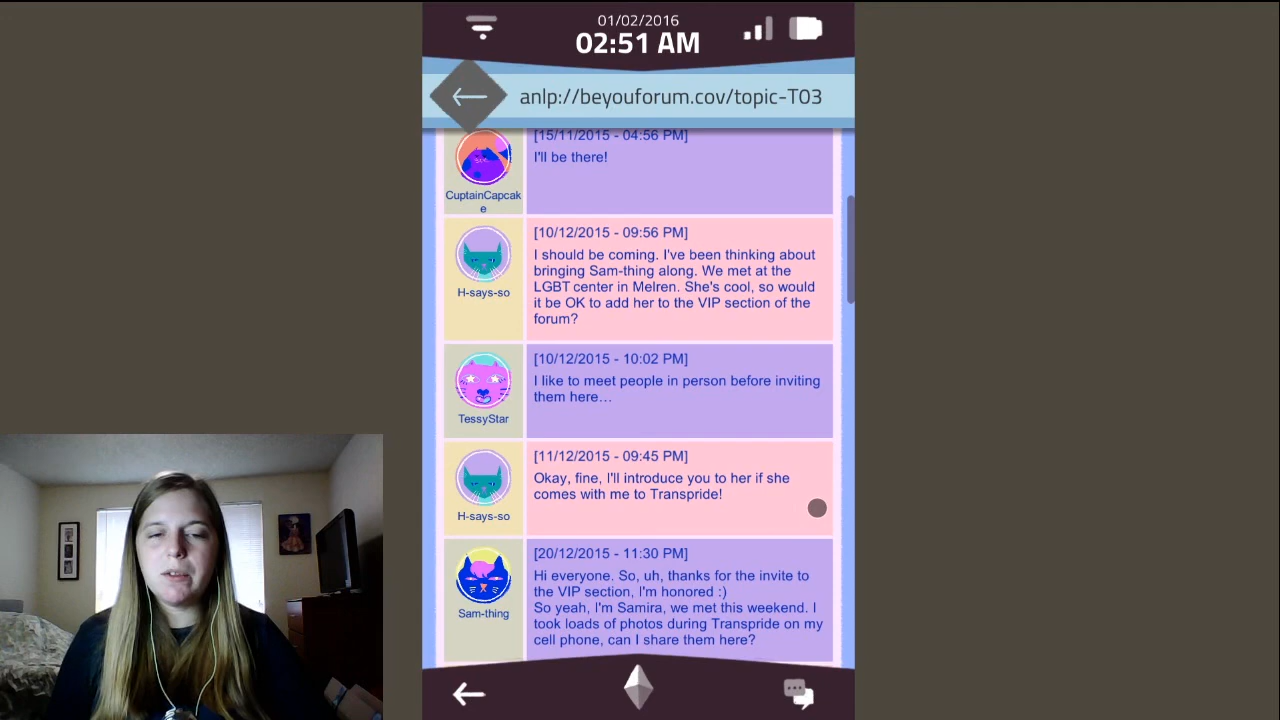 01/02/2016
02:51 AM
anlp://beyouforum.cov/topic-T03
[15/11/2015 - 04:56 PM]
I'll be there!
CuptainCapcak
e
[10/12/2015 - 09:56 PM]
I should be coming. I've been thinking about
bringing Sam-thing along. We met at the
LGBT center in Melren. She's cool, so would
it be OK to add her to the VIP section of the
forum?
H-says-so
[10/12/2015 - 10:02 PM]
I like to meet people in person before inviting
them here...
TessyStar
[11/12/2015 - 09:45 PM]
Okay, fine, I'll introduce you to her if she
comes with me to Transpride!
H-says-so
[20/12/2015 - 11:30 PM]
Hi everyone. So, uh, thanks for the invite to
the VIP section, I'm honored :)
So yeah, I'm Samira, we met this weekend. I
took loads of photos during Transpride on my
cell phone, can I share them here?
Sam-thing